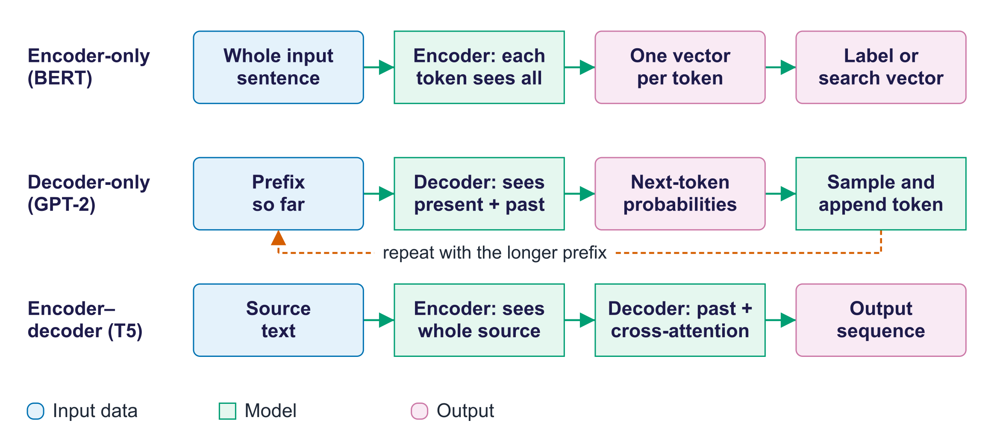 Encoder-only
(BERT)
Whole input
sentence
Encoder: each
token sees all
One vector
per token
Label or
search vector
Decoder-only
(GPT-2)
Prefix
so far
Decoder: sees
present + past
Next-token
probabilities
Sample and
append token
repeat with the longer prefix
Encoder–
decoder (T5)
Source
text
Encoder: sees
whole source
Decoder: past +
cross-attention
Output
sequence
Input data
Model
Output